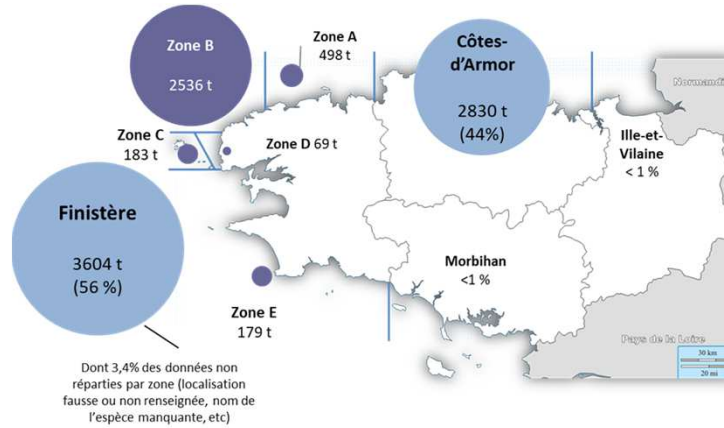 Zone A
498 t
Zone B
2536 t
Côtes-
d'Armor
2830 t
(44%)
Normandi
Zone C
183 t
Zone D 69 t
Ille-et-
Vilaine
< 1 %
Finistère
3604 t
(56 %)
Morbihan
<1 %
Zone E
179 t
Pays de la Loire
30 km
20 mi
Dont 3,4% des données non
réparties par zone (localisation
fausse ou non renseignée, nom de
l'espèce manquante, etc)